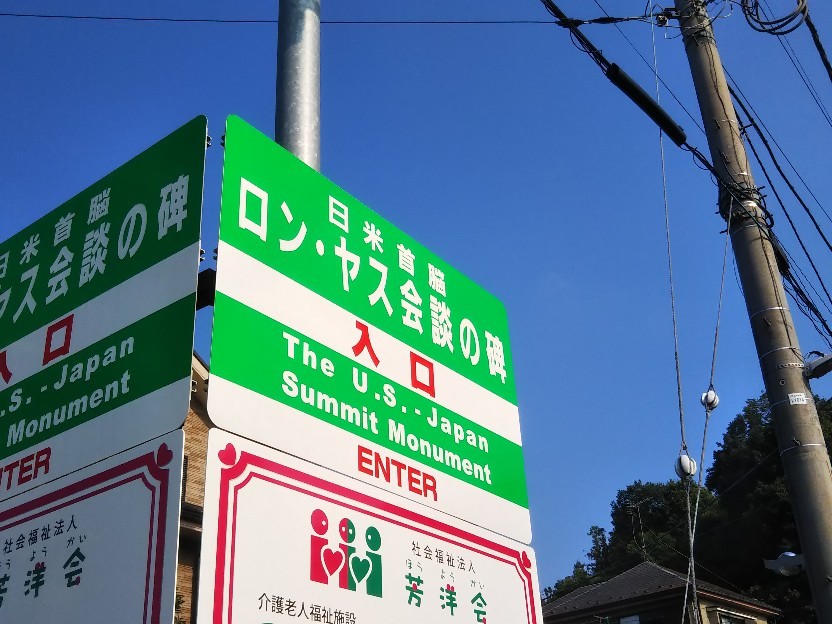 日米首脳
ロン・ヤス会談の碑
入口
The U.S.-Japan
Summit Monument
ENTER
社会福祉法人
ほうようかい
芳洋会
介護老人福祉施設
日米首脳
ヤス会談の碑
入口
.S.-Japan
Monument
ENTER
社会福祉法人
ほうようかい
芳洋会